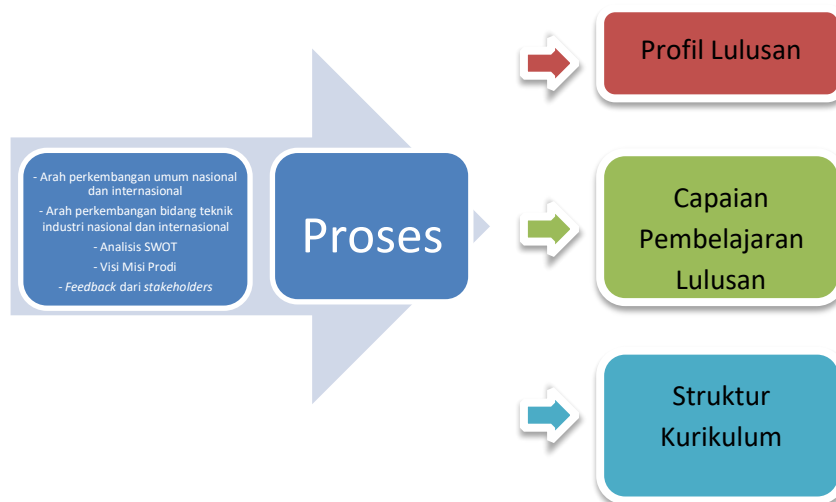 - Arah perkembangan umum nasional
dan internasional
- Arah perkembangan bidang teknik
industri nasional dan internasional
- Analisis SWOT
- Visi Misi Prodi
- Feedback dari stakeholders
Proses
Profil Lulusan
Capaian
Pembelajaran
Lulusan
Struktur
Kurikulum